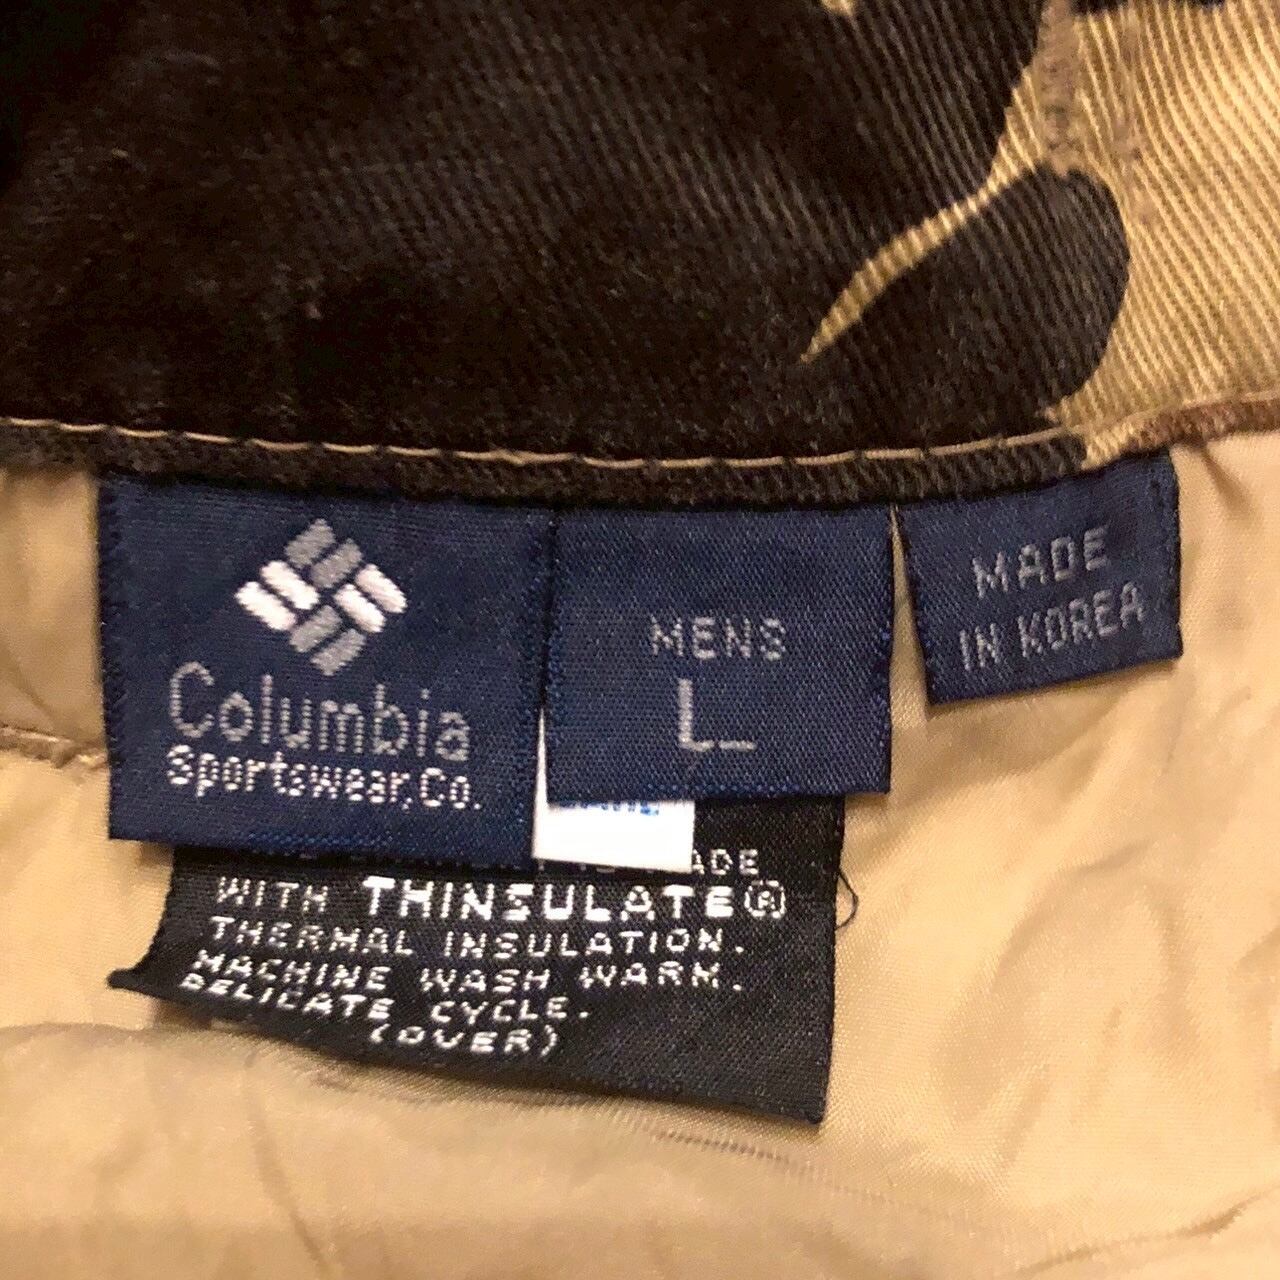 Columbia
Sportswear, Co.
MENS
L
MADE
IN KOREA
WITH THINSULATE®
THERMAL INSULATION.
MACHINE WASH WARM.
DELICATE CYCLE.
(OVER)